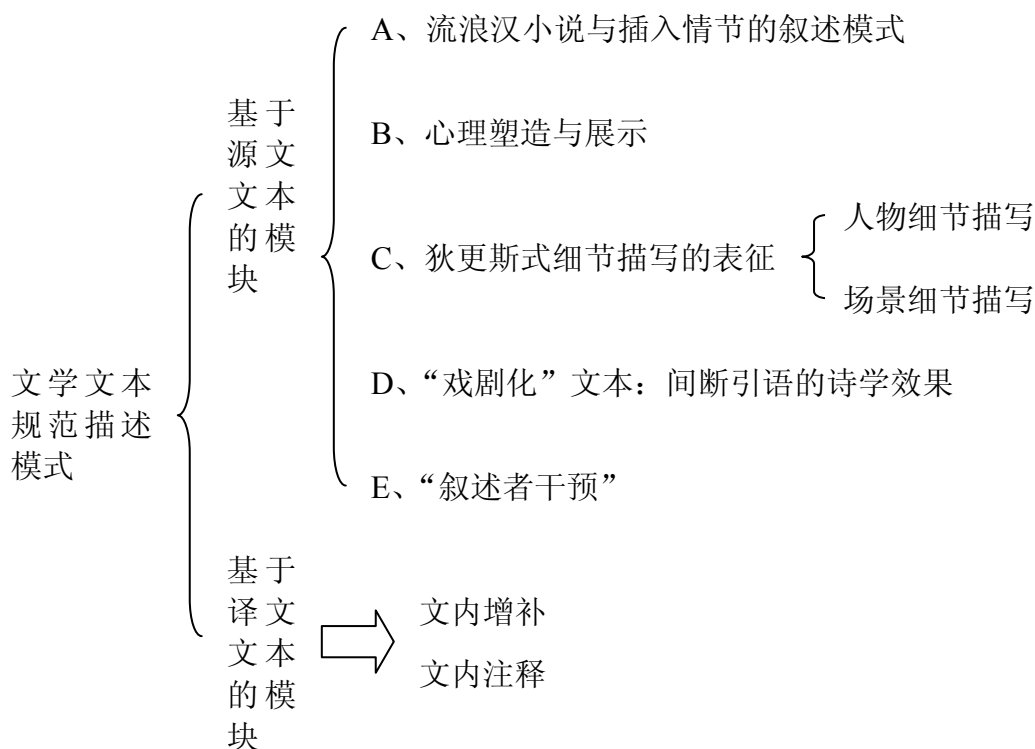 文学文本
规范描述
模式
基于
源文
文本
的模
块
A、流浪汉小说与插入情节的叙述模式
B、心理塑造与展示
C、狄更斯式细节描写的表征
人物细节描写
场景细节描写
D、“戏剧化”文本：间断引语的诗学效果
E、“叙述者干预”
基于
译文
文本
的模
块
文内增补
文内注释